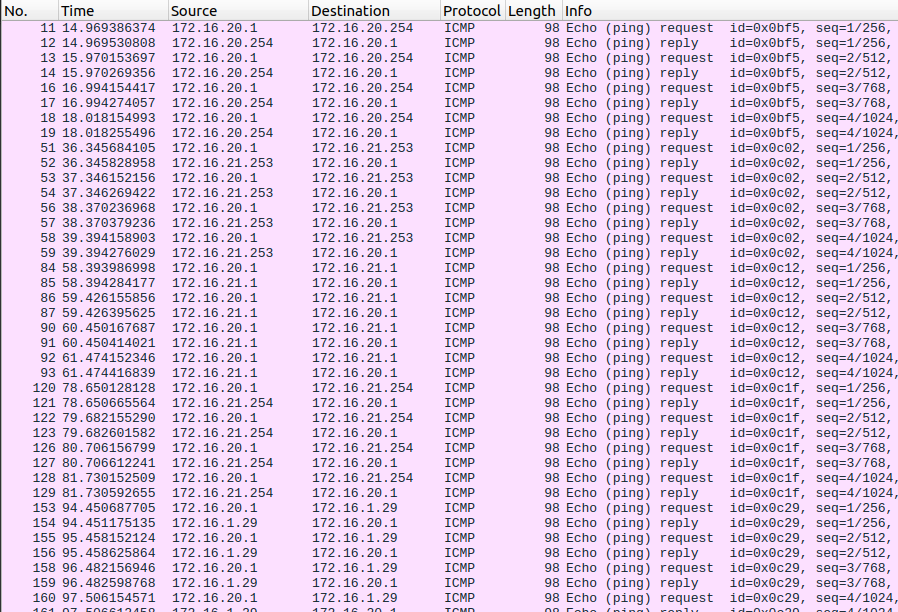 No. Time Source Destination Protocol Length Info
11 14.969386374 172.16.20.1 172.16.20.254 ICMP 98 Echo (ping) request id=0x0bf5, seq=1/256,
12 14.969530808 172.16.20.254 172.16.20.1 ICMP 98 Echo (ping) reply id=0x0bf5, seq=1/256,
13 15.970153697 172.16.20.1 172.16.20.254 ICMP 98 Echo (ping) request id=0x0bf5, seq=2/512,
14 15.970269356 172.16.20.254 172.16.20.1 ICMP 98 Echo (ping) reply id=0x0bf5, seq=2/512,
16 16.994154417 172.16.20.1 172.16.20.254 ICMP 98 Echo (ping) request id=0x0bf5, seq=3/768,
17 16.994274057 172.16.20.254 172.16.20.1 ICMP 98 Echo (ping) reply id=0x0bf5, seq=3/768,
18 18.018154993 172.16.20.1 172.16.20.254 ICMP 98 Echo (ping) request id=0x0bf5, seq=4/1024,
19 18.018255496 172.16.20.254 172.16.20.1 ICMP 98 Echo (ping) reply id=0x0bf5, seq=4/1024,
51 36.345684105 172.16.20.1 172.16.21.253 ICMP 98 Echo (ping) request id=0x0c02, seq=1/256,
52 36.345828958 172.16.21.253 172.16.20.1 ICMP 98 Echo (ping) reply id=0x0c02, seq=1/256,
53 37.346152156 172.16.20.1 172.16.21.253 ICMP 98 Echo (ping) request id=0x0c02, seq=2/512,
54 37.346269422 172.16.21.253 172.16.20.1 ICMP 98 Echo (ping) reply id=0x0c02, seq=2/512,
56 38.370236968 172.16.20.1 172.16.21.253 ICMP 98 Echo (ping) request id=0x0c02, seq=3/768,
57 38.370379236 172.16.21.253 172.16.20.1 ICMP 98 Echo (ping) reply id=0x0c02, seq=3/768,
58 39.394158903 172.16.20.1 172.16.21.253 ICMP 98 Echo (ping) request id=0x0c02, seq=4/1024,
59 39.394276029 172.16.21.253 172.16.20.1 ICMP 98 Echo (ping) reply id=0x0c02, seq=4/1024,
84 58.393986998 172.16.20.1 172.16.21.1 ICMP 98 Echo (ping) request id=0x0c12, seq=1/256,
85 58.394284177 172.16.21.1 172.16.20.1 ICMP 98 Echo (ping) reply id=0x0c12, seq=1/256,
86 59.426155856 172.16.20.1 172.16.21.1 ICMP 98 Echo (ping) request id=0x0c12, seq=2/512,
87 59.426395625 172.16.21.1 172.16.20.1 ICMP 98 Echo (ping) reply id=0x0c12, seq=2/512,
90 60.450167687 172.16.20.1 172.16.21.1 ICMP 98 Echo (ping) request id=0x0c12, seq=3/768,
91 60.450414021 172.16.21.1 172.16.20.1 ICMP 98 Echo (ping) reply id=0x0c12, seq=3/768,
92 61.474152346 172.16.20.1 172.16.21.1 ICMP 98 Echo (ping) request id=0x0c12, seq=4/1024,
93 61.474416839 172.16.21.1 172.16.20.1 ICMP 98 Echo (ping) reply id=0x0c12, seq=4/1024,
120 78.650128128 172.16.20.1 172.16.21.254 ICMP 98 Echo (ping) request id=0x0c1f, seq=1/256,
121 78.650665564 172.16.21.254 172.16.20.1 ICMP 98 Echo (ping) reply id=0x0c1f, seq=1/256,
122 79.682155290 172.16.20.1 172.16.21.254 ICMP 98 Echo (ping) request id=0x0c1f, seq=2/512,
123 79.682601582 172.16.21.254 172.16.20.1 ICMP 98 Echo (ping) reply id=0x0c1f, seq=2/512,
126 80.706156799 172.16.20.1 172.16.21.254 ICMP 98 Echo (ping) request id=0x0c1f, seq=3/768,
127 80.706612241 172.16.21.254 172.16.20.1 ICMP 98 Echo (ping) reply id=0x0c1f, seq=3/768,
128 81.730152509 172.16.20.1 172.16.21.254 ICMP 98 Echo (ping) request id=0x0c1f, seq=4/1024,
129 81.730592655 172.16.21.254 172.16.20.1 ICMP 98 Echo (ping) reply id=0x0c1f, seq=4/1024,
153 94.450687705 172.16.20.1 172.16.1.29 ICMP 98 Echo (ping) request id=0x0c29, seq=1/256,
154 94.451175135 172.16.1.29 172.16.20.1 ICMP 98 Echo (ping) reply id=0x0c29, seq=1/256,
155 95.458152124 172.16.20.1 172.16.1.29 ICMP 98 Echo (ping) request id=0x0c29, seq=2/512,
156 95.458625864 172.16.1.29 172.16.20.1 ICMP 98 Echo (ping) reply id=0x0c29, seq=2/512,
158 96.482156946 172.16.20.1 172.16.1.29 ICMP 98 Echo (ping) request id=0x0c29, seq=3/768,
159 96.482598768 172.16.1.29 172.16.20.1 ICMP 98 Echo (ping) reply id=0x0c29, seq=3/768,
160 97.506154571 172.16.20.1 172.16.1.29 ICMP 98 Echo (ping) request id=0x0c29, seq=4/1024,